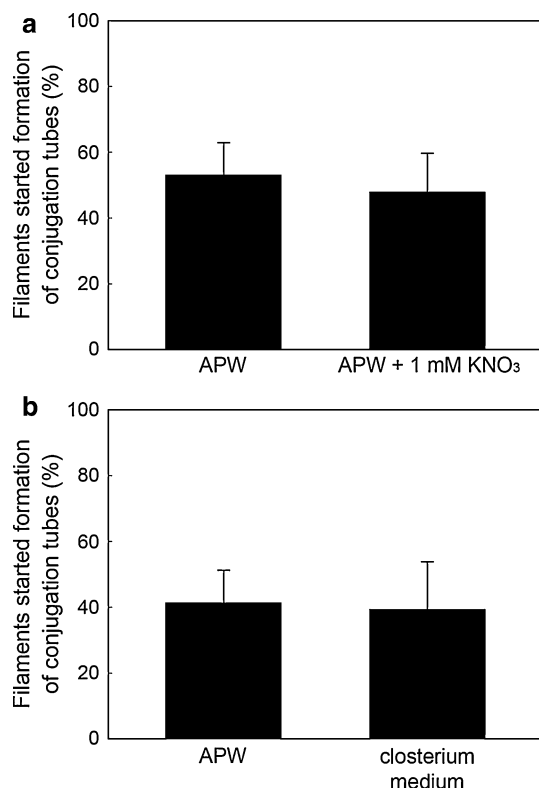 a
Filaments started formation
of conjugation tubes (%)
100
80
60
40
20
0
APW
APW + 1 mM KNO₃
b
Filaments started formation
of conjugation tubes (%)
100
80
60
40
20
0
APW
closterium
medium